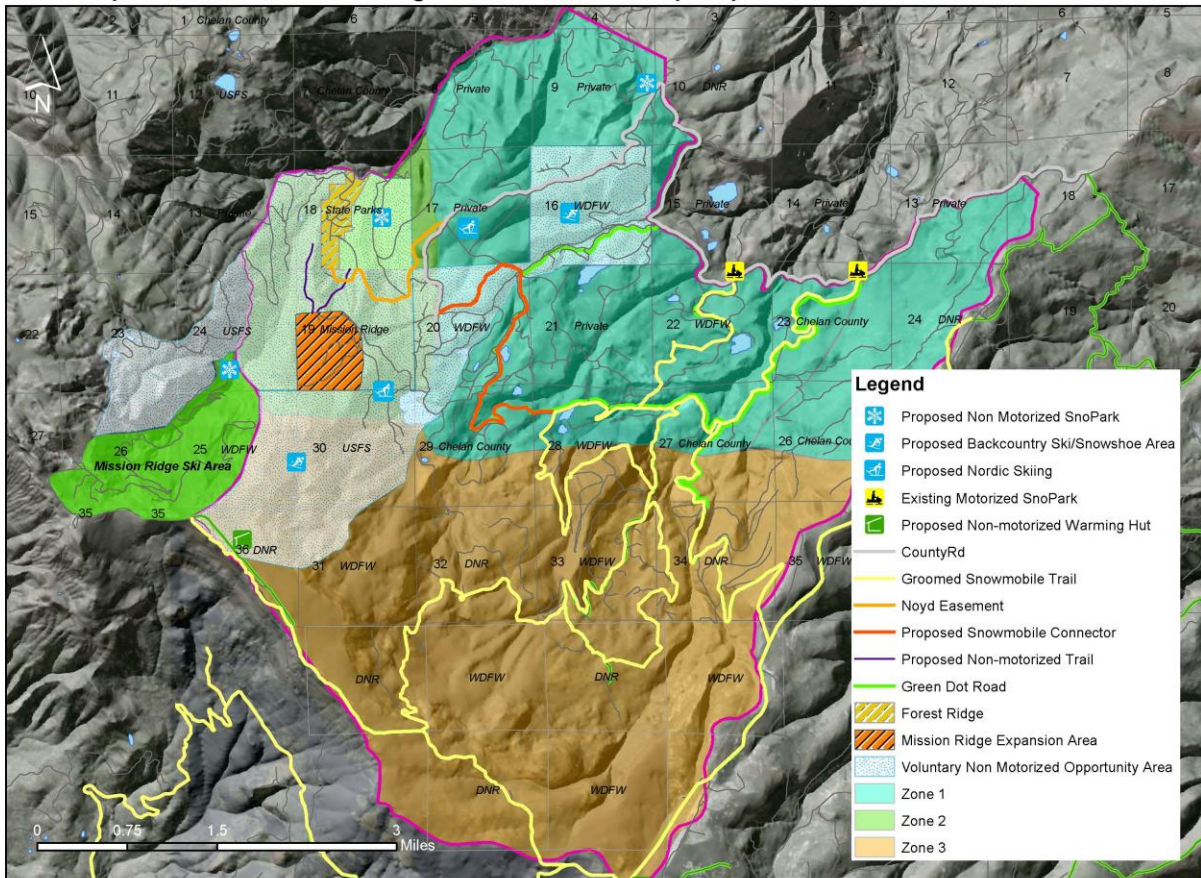 1 Chelan County 6 5 4 3 2 1 6 5
N
10 11 12 USFS 7 Chelan County 8 Private 9 Private 10 DNR 11 12 7 8
15 14 13 Private 18 State Parks 17 Private 16 WDFW 15 Private 14 Private 13 Private 18 17
22 23 24 USFS 19 Mission Ridge 20 WDFW 21 Private 22 WDFW 23 Chelan County 24 DNR 19 20
27 26 25 WDFW 30 USFS 29 Chelan County 28 WDFW 27 Chelan County 26 Chelan Cou
Mission Ridge Ski Area
35 35 36 DNR 31 WDFW 32 DNR 33 WDFW 34 DNR 35 WDFW
DNR WDFW DNR WDFW
DNR WDFW
0 0.75 1.5 3
Miles
Legend
Proposed Non Motorized SnoPark
Proposed Backcountry Ski/Snowshoe Area
Proposed Nordic Skiing
Existing Motorized SnoPark
Proposed Non-motorized Warming Hut
CountyRd
Groomed Snowmobile Trail
Noyd Easement
Proposed Snowmobile Connector
Proposed Non-motorized Trail
Green Dot Road
Forest Ridge
Mission Ridge Expansion Area
Voluntary Non Motorized Opportunity Area
Zone 1
Zone 2
Zone 3